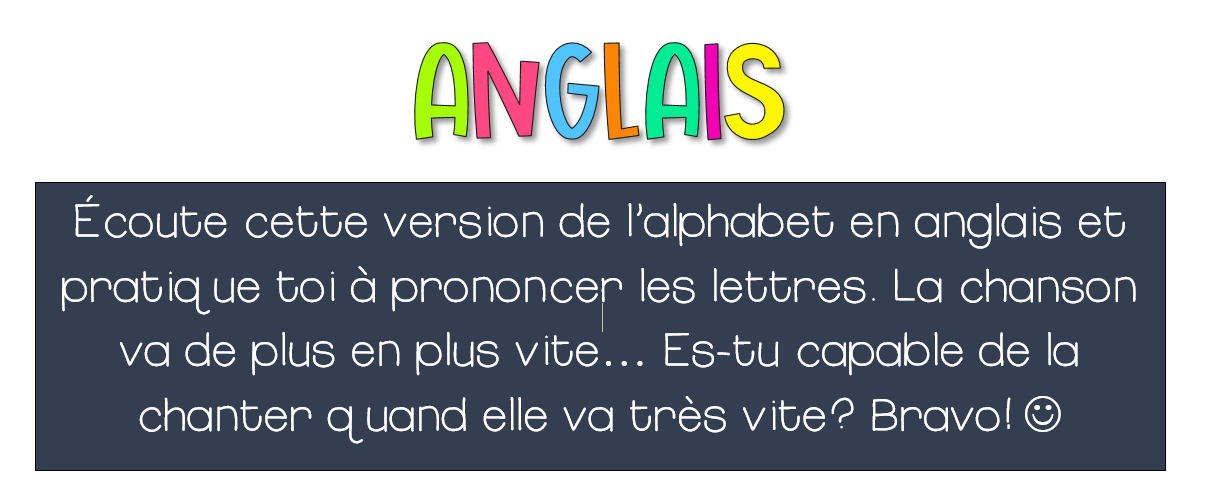 ANGLAIS
Écoute cette version de l'alphabet en anglais et
pratique toi à prononcer les lettres. La chanson
va de plus en plus vite... Es-tu capable de la
chanter quand elle va très vite? Bravo! ☺